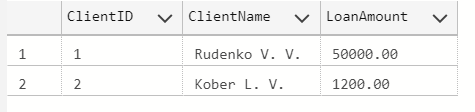 ClientID ClientName LoanAmount
1 1 Rudenko V. V. 50000.00
2 2 Kober L. V. 1200.00